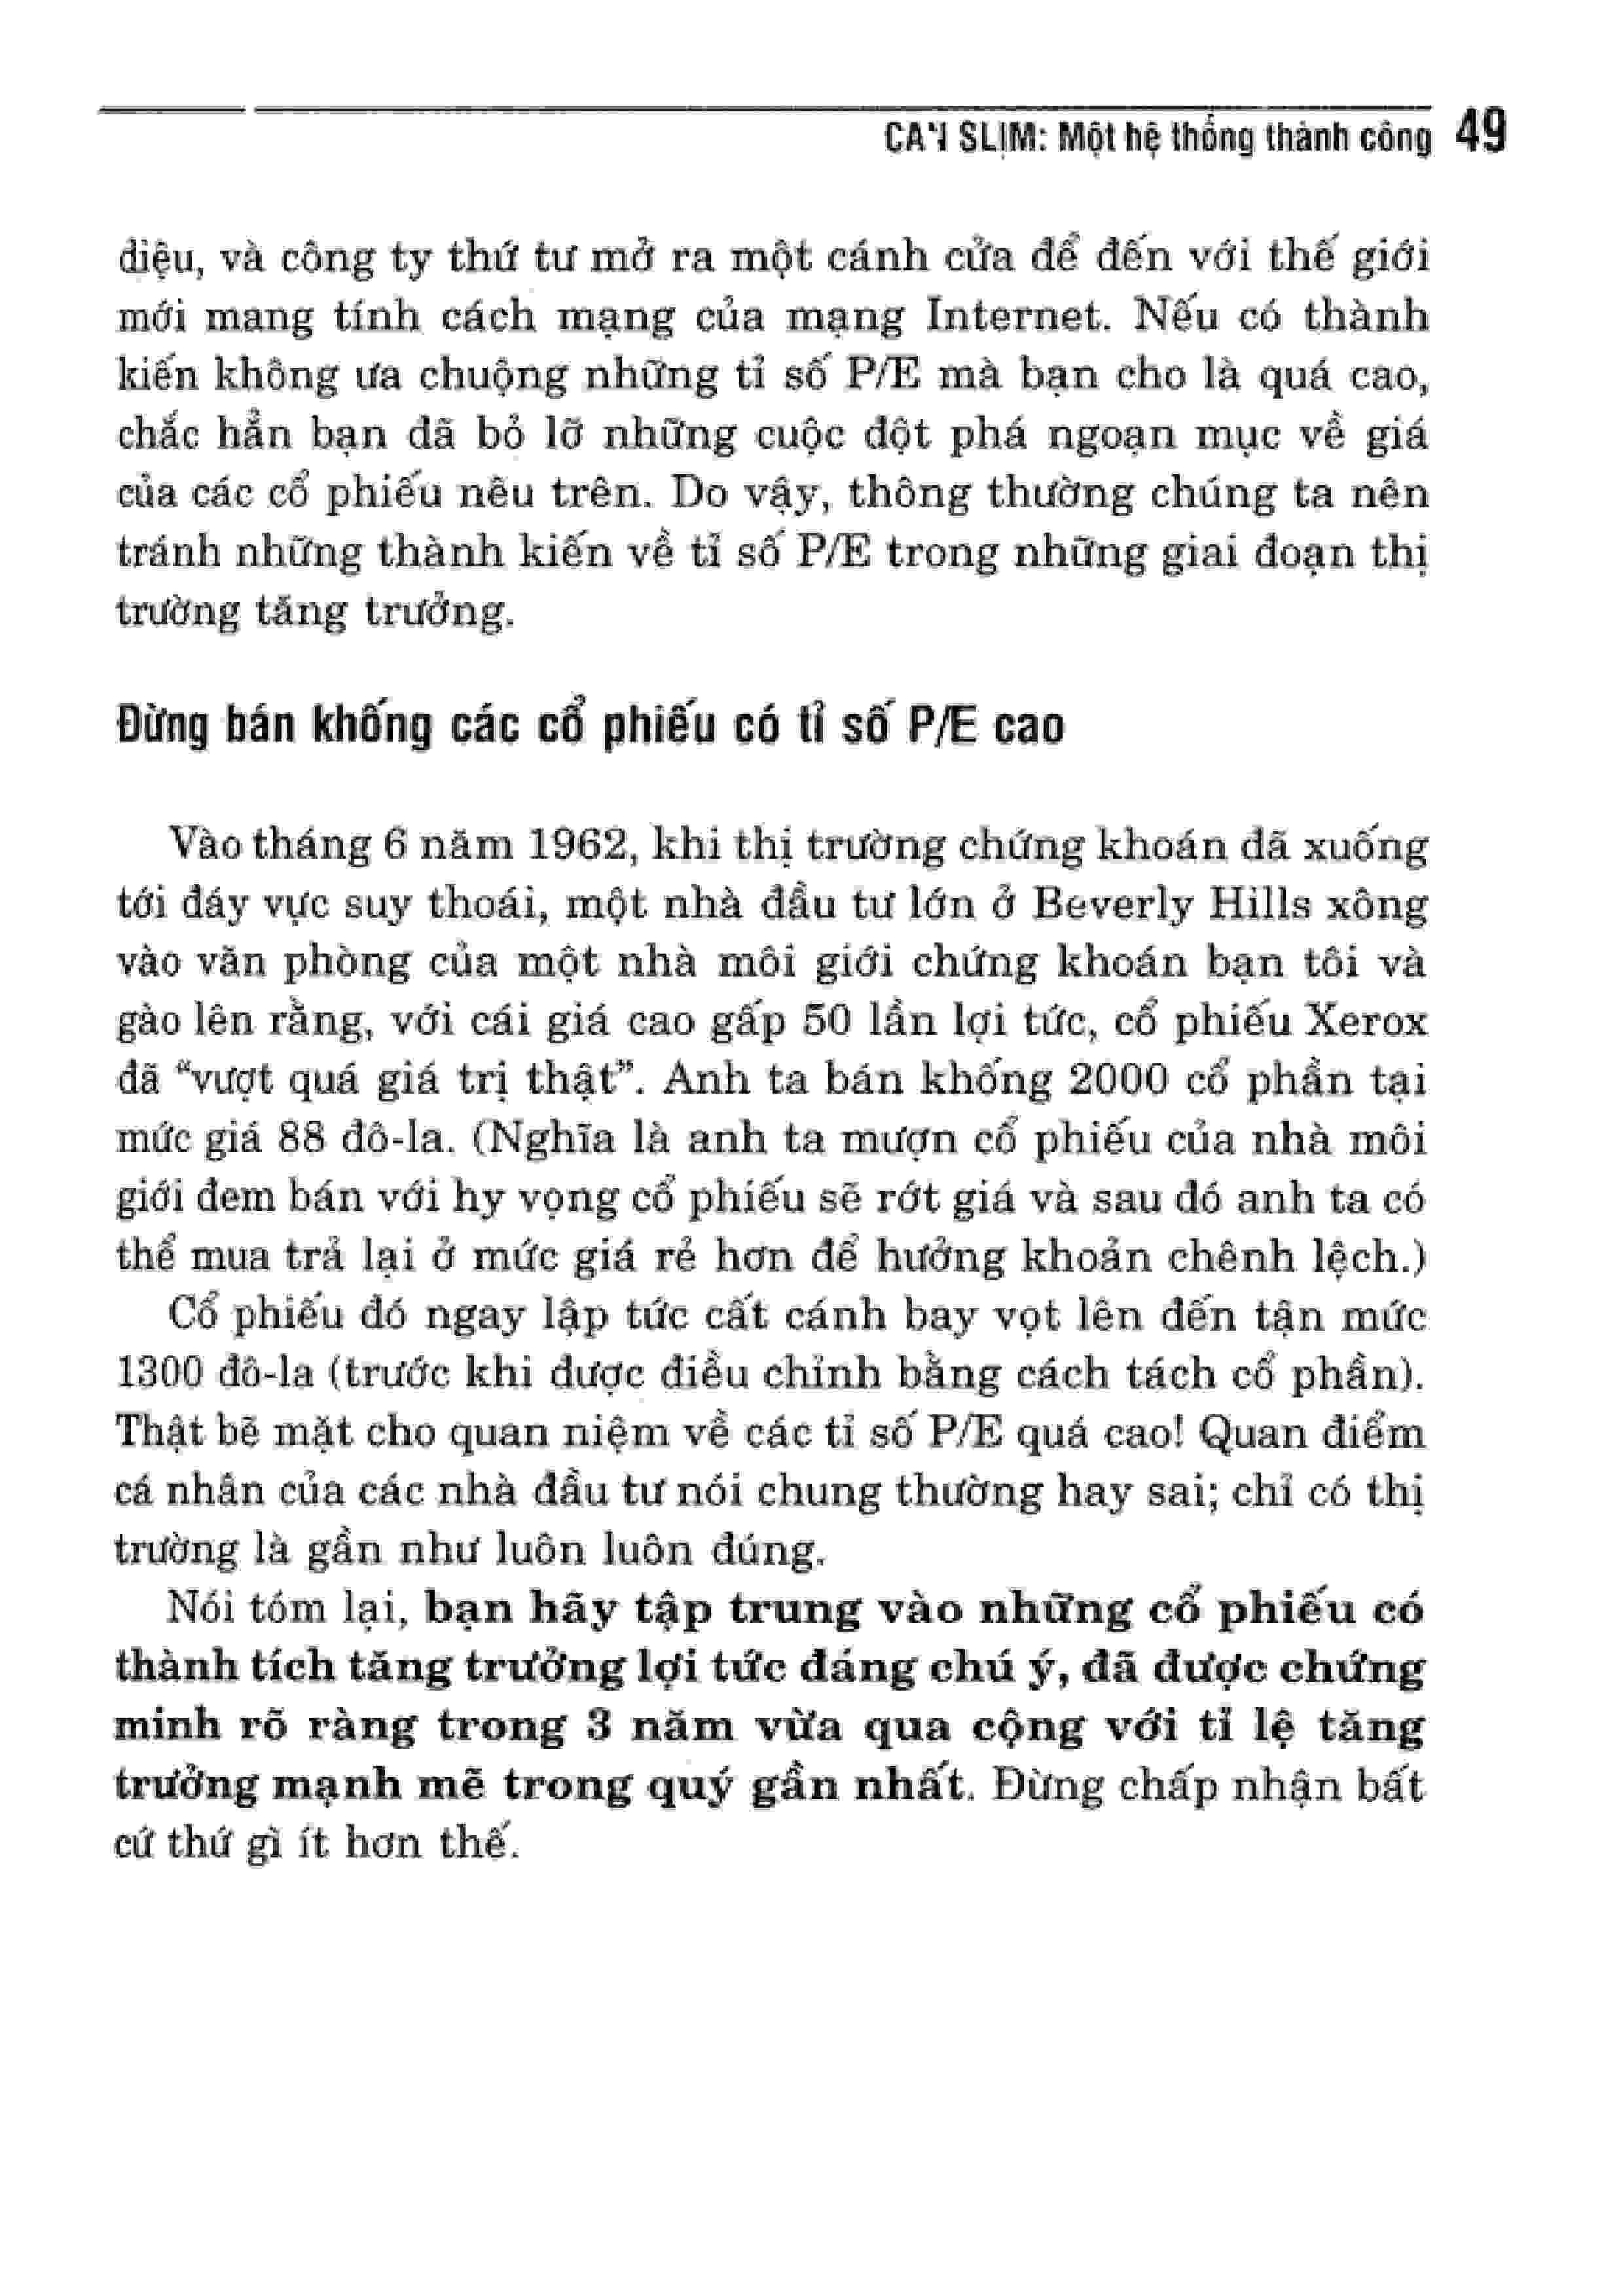 CAN SLIM: Một hệ thống thành công 49
diệu, và công ty thứ tư mở ra một cánh cửa để đến với thế giới
mới mang tính cách mạng của mạng Internet. Nếu có thành
kiến không ưa chuộng những tỉ số P/E mà bạn cho là quá cao,
chắc hẳn bạn đã bỏ lỡ những cuộc đột phá ngoạn mục về giá
của các cổ phiếu nêu trên. Do vậy, thông thường chúng ta nên
tránh những thành kiến về tỉ số P/E trong những giai đoạn thị
trường tăng trưởng.
Đừng bán khống các cổ phiếu có tỉ số P/E cao
Vào tháng 6 năm 1962, khi thị trường chứng khoán đã xuống
tới đáy vực suy thoái, một nhà đầu tư lớn ở Beverly Hills xông
vào văn phòng của một nhà môi giới chứng khoán bạn tôi và
gào lên rằng, với cái giá cao gấp 50 lần lợi tức, cổ phiếu Xerox
đã “vượt quá giá trị thật”. Anh ta bán khống 2000 cổ phần tại
mức giá 88 đô-la. (Nghĩa là anh ta mượn cổ phiếu của nhà môi
giới đem bán với hy vọng cổ phiếu sẽ rớt giá và sau đó anh ta có
thể mua trả lại ở mức giá rẻ hơn để hưởng khoản chênh lệch.)
Cổ phiếu đó ngay lập tức cất cánh bay vọt lên đến tận mức
1300 đô-la (trước khi được điều chỉnh bằng cách tách cổ phần).
Thật bẽ mặt cho quan niệm về các tỉ số P/E quá cao! Quan điểm
cá nhân của các nhà đầu tư nói chung thường hay sai; chỉ có thị
trường là gần như luôn luôn đúng.
Nói tóm lại, bạn hãy tập trung vào những cổ phiếu có
thành tích tăng trưởng lợi tức đáng chú ý, đã được chứng
minh rõ ràng trong 3 năm vừa qua cộng với tỉ lệ tăng
trưởng mạnh mẽ trong quý gần nhất. Đừng chấp nhận bất
cứ thứ gì ít hơn thế.